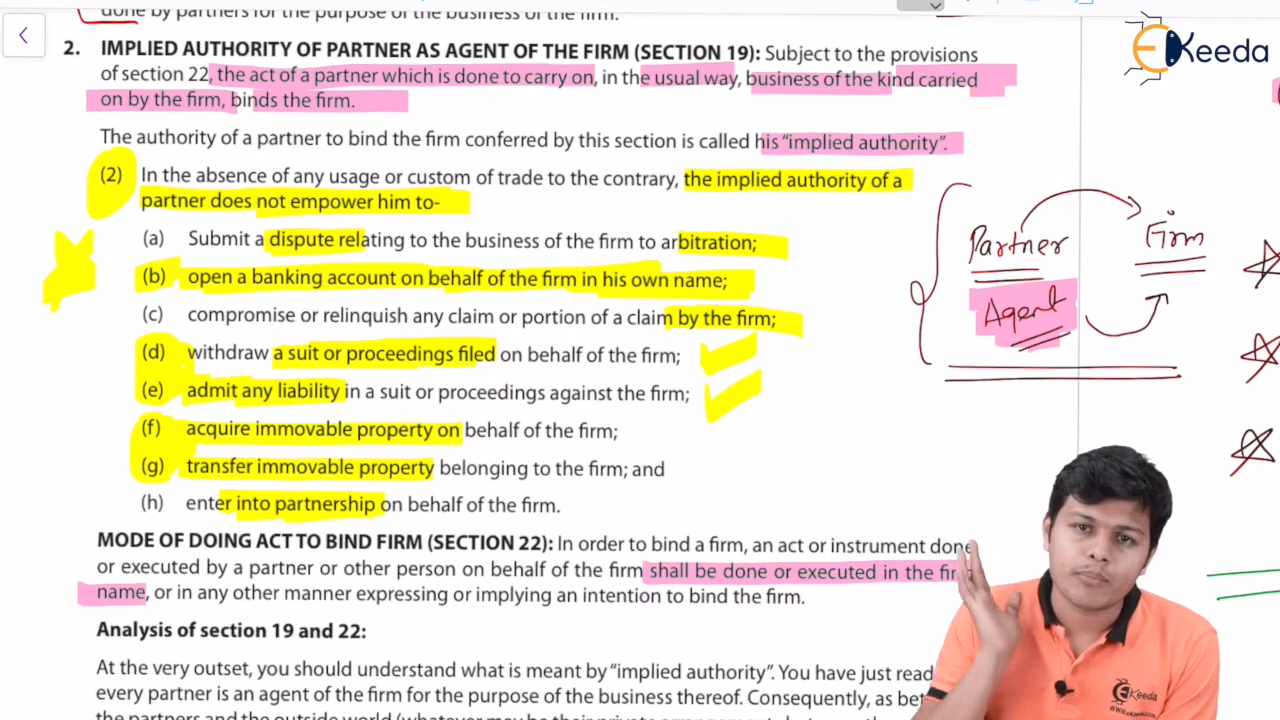 done by partners for the purpose of the business of the firm.
2. IMPLIED AUTHORITY OF PARTNER AS AGENT OF THE FIRM (SECTION 19): Subject to the provisions
of section 22, the act of a partner which is done to carry on, in the usual way, business of the kind carried
on by the firm, binds the firm.
The authority of a partner to bind the firm conferred by this section is called his “implied authority”.
(2) In the absence of any usage or custom of trade to the contrary, the implied authority of a
partner does not empower him to-
(a) Submit a dispute relating to the business of the firm to arbitration;
(b) open a banking account on behalf of the firm in his own name;
(c) compromise or relinquish any claim or portion of a claim by the firm;
(d) withdraw a suit or proceedings filed on behalf of the firm;
(e) admit any liability in a suit or proceedings against the firm;
(f) acquire immovable property on behalf of the firm;
(g) transfer immovable property belonging to the firm; and
(h) enter into partnership on behalf of the firm.
MODE OF DOING ACT TO BIND FIRM (SECTION 22): In order to bind a firm, an act or instrument done
or executed by a partner or other person on behalf of the firm shall be done or executed in the fir
name, or in any other manner expressing or implying an intention to bind the firm.
Analysis of section 19 and 22:
At the very outset, you should understand what is meant by “implied authority”. You have just read
every partner is an agent of the firm for the purpose of the business thereof. Consequently, as bet
the partners and the outside world (whatever may be their private
EKeeda
Partner Firm
Agent
EKeeda